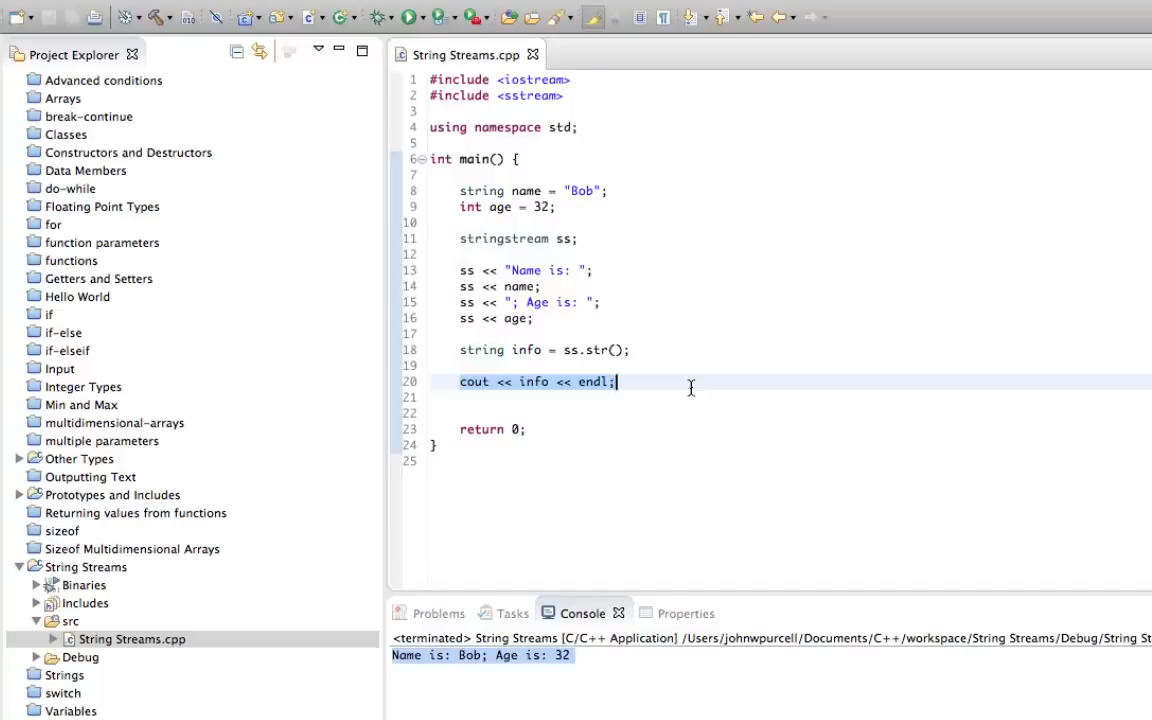 Project Explorer
Advanced conditions
Arrays
break-continue
Classes
Constructors and Destructors
Data Members
do-while
Floating Point Types
for
function parameters
functions
Getters and Setters
Hello World
if
if-else
if-elseif
Input
Integer Types
Min and Max
multidimensional-arrays
multiple parameters
Other Types
Outputting Text
Prototypes and Includes
Returning values from functions
sizeof
Sizeof Multidimensional Arrays
String Streams
Binaries
Includes
src
String Streams.cpp
Debug
Strings
switch
Variables
String Streams.cpp
1 #include <iostream>
2 #include <sstream>
3
4 using namespace std;
5
6 int main() {
7
8 string name = "Bob";
9 int age = 32;
10
11 stringstream ss;
12
13 ss << "Name is: ";
14 ss << name;
15 ss << "; Age is: ";
16 ss << age;
17
18 string info = ss.str();
19
20 cout << info << endl;
21
22
23 return 0;
24 }
25
Problems Tasks Console Properties
<terminated> String Streams [C/C++ Application] /Users/johnwpurcell/Documents/C++/workspace/String Streams/Debug/String St
Name is: Bob; Age is: 32